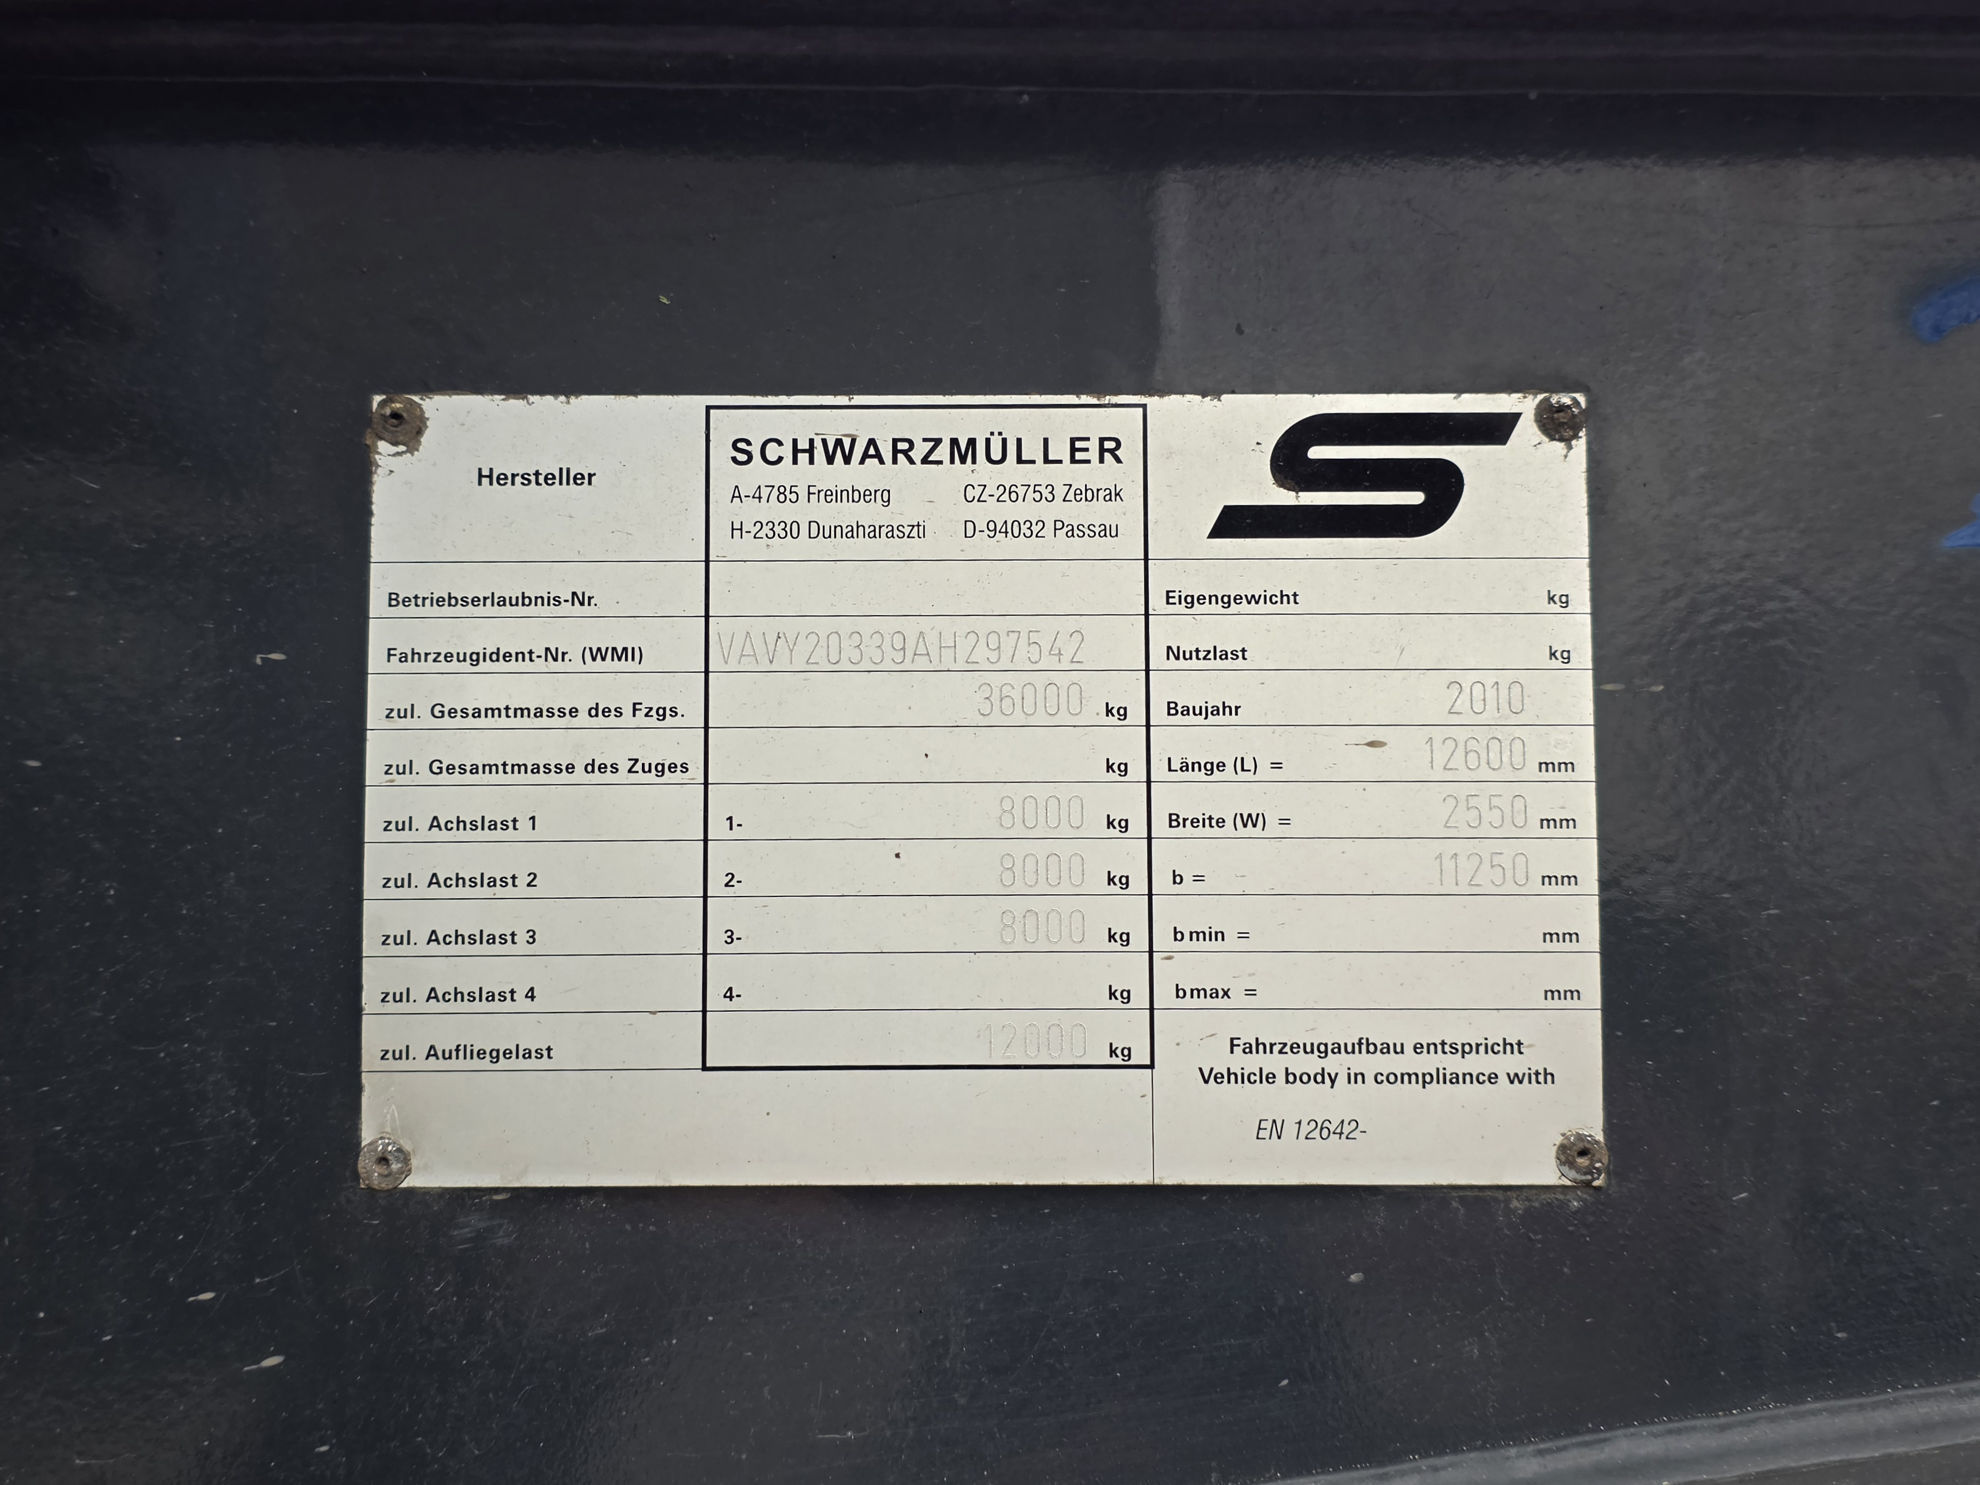 Hersteller
SCHWARZMÜLLER
A-4785 Freinberg CZ-26753 Zebrak
H-2330 Dunaharaszti D-94032 Passau
Betriebserlaubnis-Nr.
Eigengewicht kg
Fahrzeugident-Nr. (WMI) VAVY20339AH297542
Nutzlast kg
zul. Gesamtmasse des Fzgs. 36000 kg
Baujahr 2010
zul. Gesamtmasse des Zuges kg
Länge (L) = 12600 mm
zul. Achslast 1 1- 8000 kg
Breite (W) = 2550 mm
zul. Achslast 2 2- 8000 kg
b = 11250 mm
zul. Achslast 3 3- 8000 kg
b min = mm
zul. Achslast 4 4- kg
b max = mm
zul. Aufliegelast 12000 kg
Fahrzeugaufbau entspricht
Vehicle body in compliance with
EN 12642-